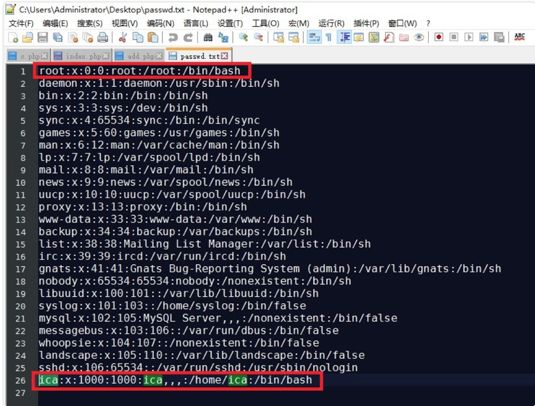 C:\Users\Administrator\Desktop\passwd.txt - Notepad++ [Administrator]
文件(F) 编辑(E) 搜索(S) 视图(V) 编码(N) 语言(L) 设置(T) 工具(O) 宏(M) 运行(R) 插件(P) 窗口(W) ?
ABC
a.php index.php add.php passwd.txt
1 root:x:0:0:root:/root:/bin/bash
2 daemon:x:1:1:daemon:/usr/sbin:/bin/sh
3 bin:x:2:2:bin:/bin:/bin/sh
4 sys:x:3:3:sys:/dev:/bin/sh
5 sync:x:4:65534:sync:/bin:/bin/sync
6 games:x:5:60:games:/usr/games:/bin/sh
7 man:x:6:12:man:/var/cache/man:/bin/sh
8 lp:x:7:7:lp:/var/spool/lpd:/bin/sh
9 mail:x:8:8:mail:/var/mail:/bin/sh
10 news:x:9:9:news:/var/spool/news:/bin/sh
11 uucp:x:10:10:uucp:/var/spool/uucp:/bin/sh
12 proxy:x:13:13:proxy:/bin:/bin/sh
13 www-data:x:33:33:www-data:/var/www:/bin/sh
14 backup:x:34:34:backup:/var/backups:/bin/sh
15 list:x:38:38:Mailing List Manager:/var/list:/bin/sh
16 irc:x:39:39:ircd:/var/run/ircd:/bin/sh
17 gnats:x:41:41:Gnats Bug-Reporting System (admin):/var/lib/gnats:/bin/sh
18 nobody:x:65534:65534:nobody:/nonexistent:/bin/sh
19 libuuid:x:100:101::/var/lib/libuuid:/bin/sh
20 syslog:x:101:103::/home/syslog:/bin/false
21 mysql:x:102:105:MySQL Server,,,:/nonexistent:/bin/false
22 messagebus:x:103:106::/var/run/dbus:/bin/false
23 whoopsie:x:104:107::/nonexistent:/bin/false
24 landscape:x:105:110::/var/lib/landscape:/bin/false
25 sshd:x:106:65534::/var/run/sshd:/usr/sbin/nologin
26 ica:x:1000:1000:ica,,,:/home/ica:/bin/bash
27